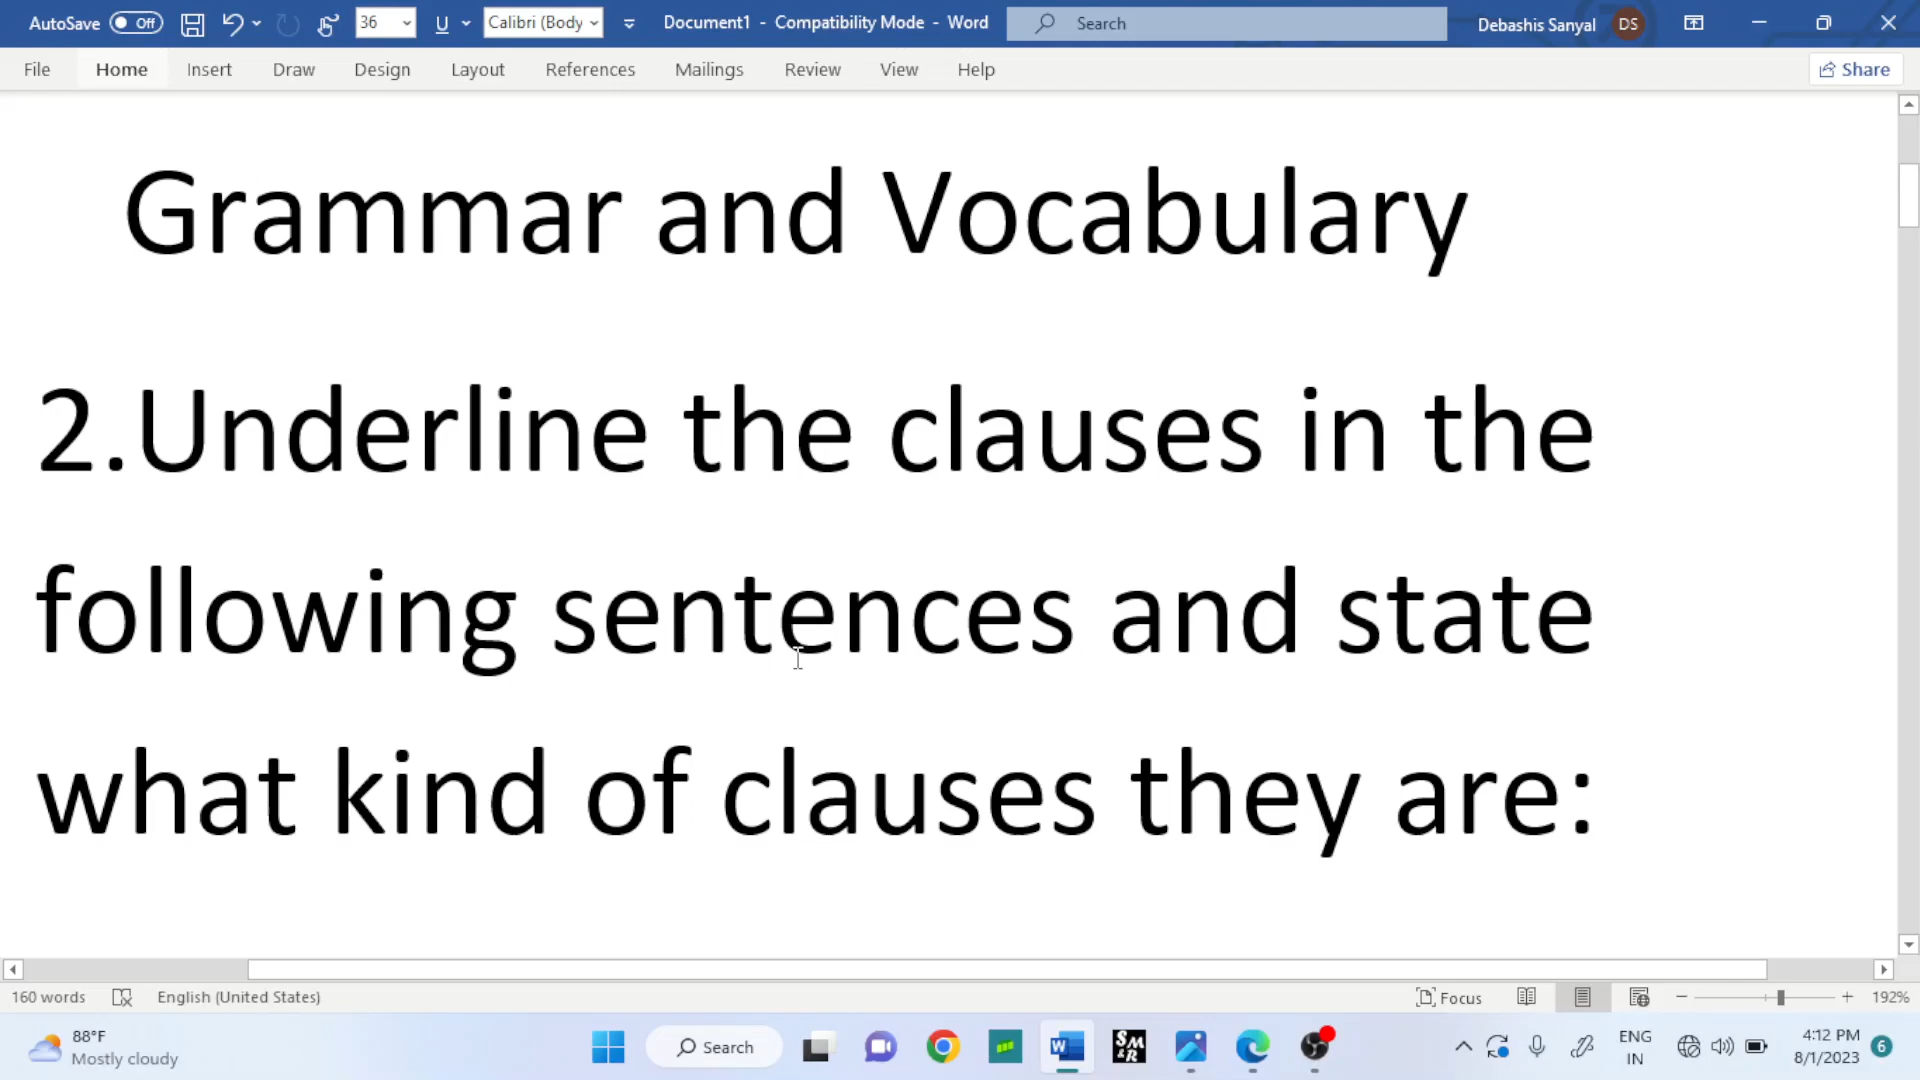 AutoSave Off 36 U Calibri (Body Document1 - Compatibility Mode - Word Search Debashis Sanyal DS
File Home Insert Draw Design Layout References Mailings Review View Help Share
Grammar and Vocabulary
2.Underline the clauses in the
following sentences and state
what kind of clauses they are:
160 words English (United States) Focus 192%
88°F
Mostly cloudy
Search
W
SM
&R
ENG
IN
4:12 PM
8/1/2023
6